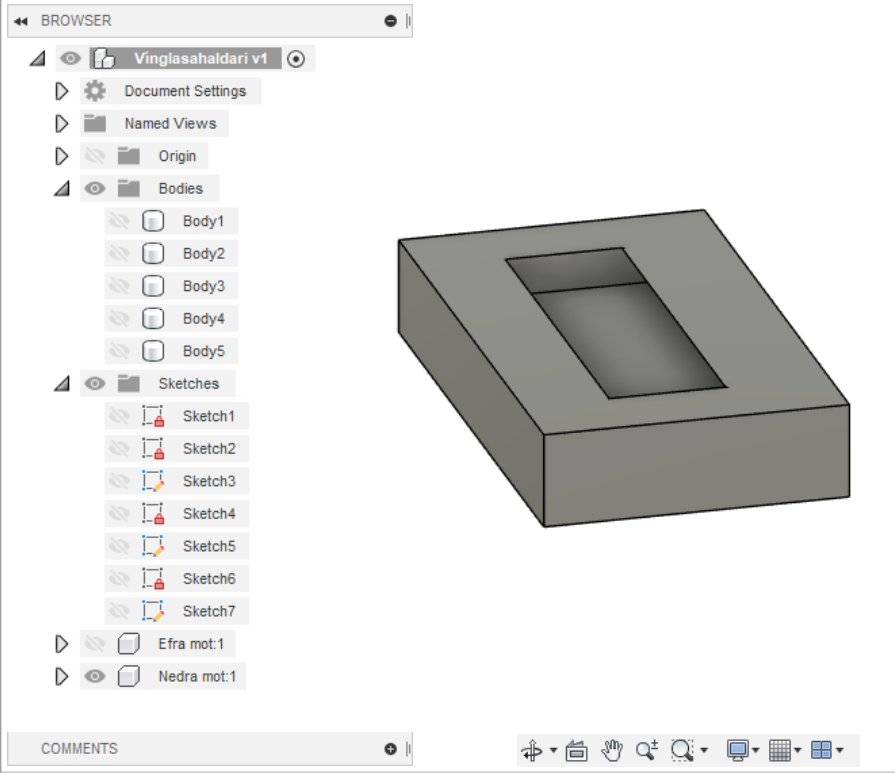 BROWSER
Vinglasahaldari v1
Document Settings
Named Views
Origin
Bodies
Body1
Body2
Body3
Body4
Body5
Sketches
Sketch1
Sketch2
Sketch3
Sketch4
Sketch5
Sketch6
Sketch7
Efra mot:1
Nedra mot:1
COMMENTS